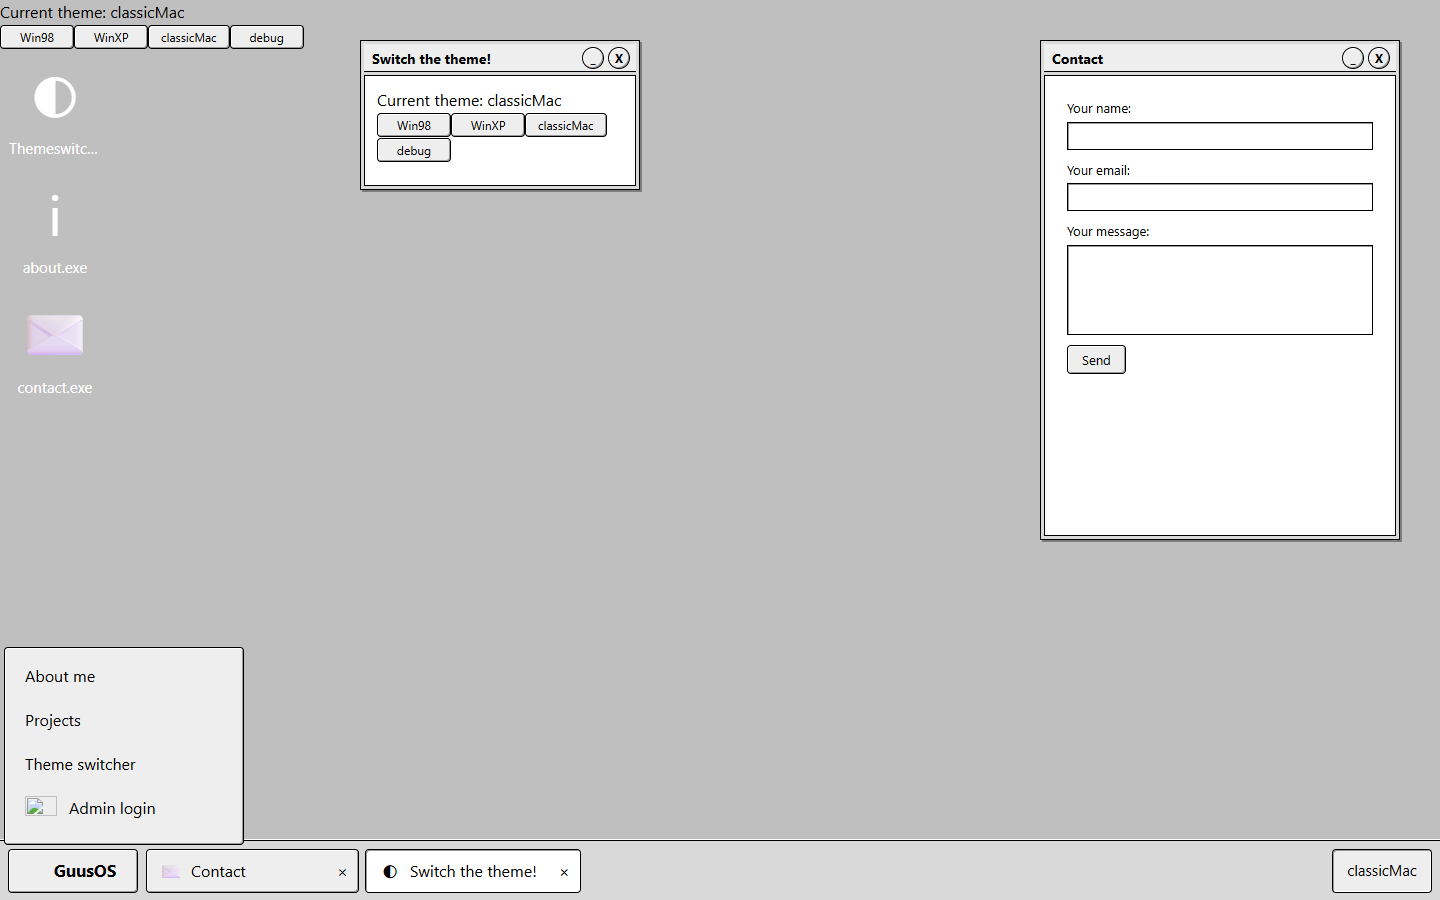 Current theme: classicMac
Win98 WinXP classicMac debug
Themeswitc...
i
about.exe
contact.exe
Switch the theme! _ X
Current theme: classicMac
Win98 WinXP classicMac
debug
Contact _ X
Your name:
Your email:
Your message:
Send
About me
Projects
Theme switcher
Admin login
GuusOS Contact × Switch the theme! × classicMac